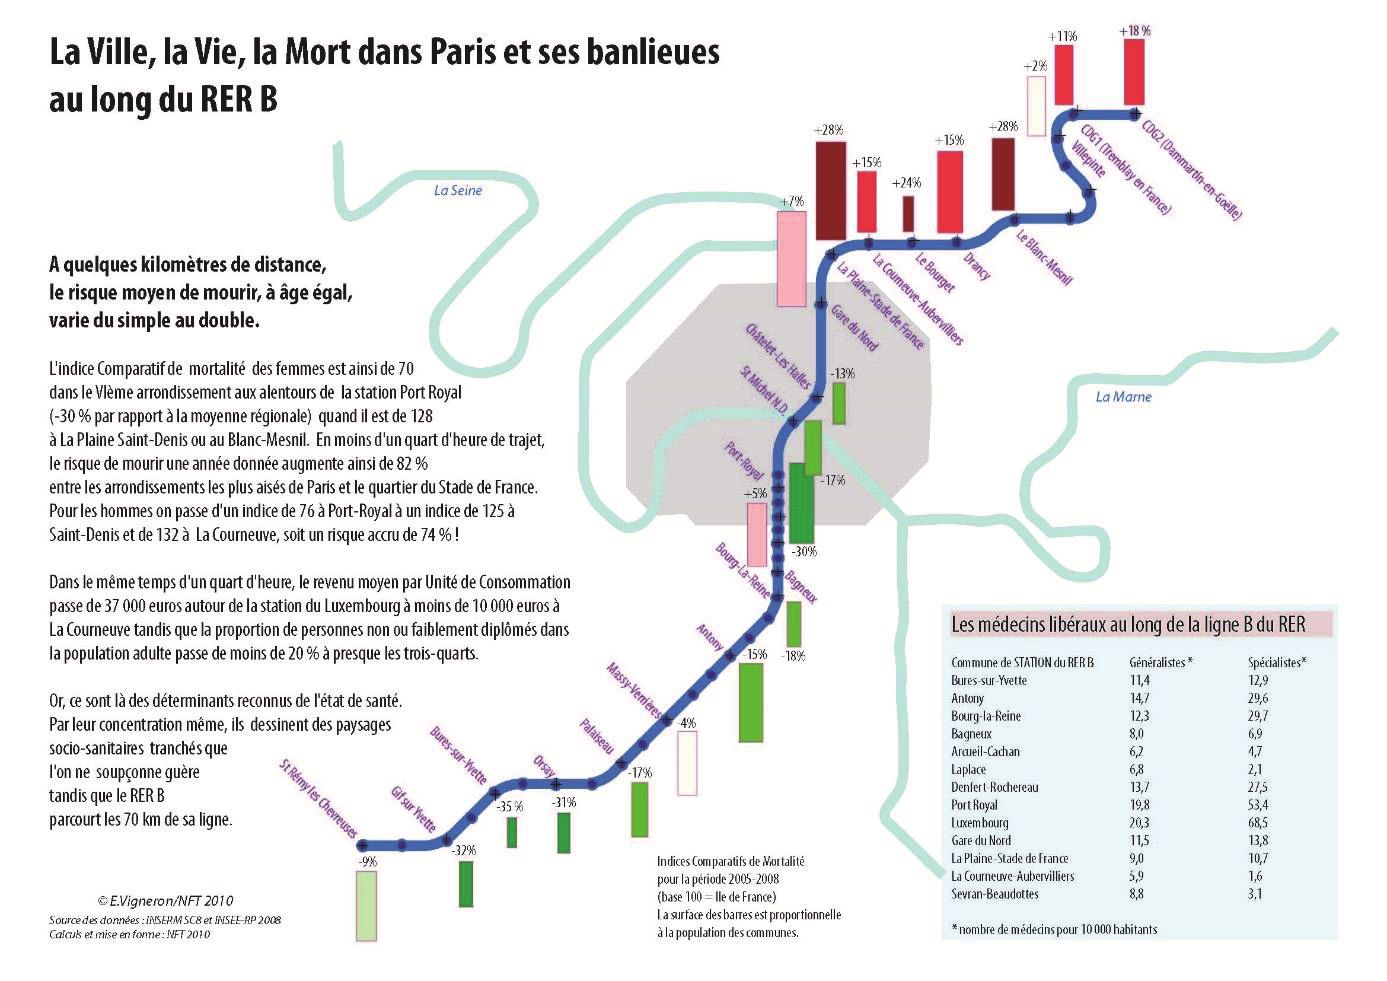 La Ville, la Vie, la Mort dans Paris et ses banlieues
au long du RER B
A quelques kilomètres de distance,
le risque moyen de mourir, à âge égal,
varie du simple au double.
L'indice Comparatif de mortalité des femmes est ainsi de 70
dans le VIème arrondissement aux alentours de la station Port Royal
(-30 % par rapport à la moyenne régionale) quand il est de 128
à La Plaine Saint-Denis ou au Blanc-Mesnil. En moins d'un quart d'heure de trajet,
le risque de mourir une année donnée augmente ainsi de 82 %
entre les arrondissements les plus aisés de Paris et le quartier du Stade de France.
Pour les hommes on passe d'un indice de 76 à Port-Royal à un indice de 125 à
Saint-Denis et de 132 à La Courneuve, soit un risque accru de 74 % !
Dans le même temps d'un quart d'heure, le revenu moyen par Unité de Consommation
passe de 37 000 euros autour de la station du Luxembourg à moins de 10 000 euros à
La Courneuve tandis que la proportion de personnes non ou faiblement diplômés dans
la population adulte passe de moins de 20 % à presque les trois-quarts.
Or, ce sont là des déterminants reconnus de l'état de santé.
Par leur concentration même, ils dessinent des paysages
socio-sanitaires tranchés que
l'on ne soupçonne guère
tandis que le RER B
parcourt les 70 km de sa ligne.
© E.Vigneron/NFT 2010
Source des données : INSERM SC8 et INSEE-RP 2008
Calculs et mise en forme : NFT 2010
La Seine
La Marne
+18 %
CDG2 (Dammartin-en-Goëlle)
+11%
CDG1 (Tremblay en France)
+2%
Villepinte
+28%
Le Blanc-Mesnil
+15%
Drancy
+24%
Le Bourget
+15%
La Courneuve-Aubervilliers
+28%
La Plaine-Stade de France
+7%
Gare du Nord
Châtelet-Les Halles
-13%
St Michel N.D.
-17%
Port-Royal
-30%
+5%
Bagneux
Bourg-La-Reine
-18%
Antony
-15%
Massy-Verrières
-4%
Palaiseau
-17%
Orsay
-31%
Bures-sur-Yvette
-35 %
Gif sur Yvette
-32%
St Rémy les Chevreuses
-9%
Indices Comparatifs de Mortalité
pour la période 2005-2008
(base 100 = Ile de France)
La surface des barres est proportionnelle
à la population des communes.
Les médecins libéraux au long de la ligne B du RER
Commune de STATION du RER B Généralistes * Spécialistes*
Bures-sur-Yvette 11,4 12,9
Antony 14,7 29,6
Bourg-la-Reine 12,3 29,7
Bagneux 8,0 6,9
Arcueil-Cachan 6,2 4,7
Laplace 6,8 2,1
Denfert-Rochereau 13,7 27,5
Port Royal 19,8 53,4
Luxembourg 20,3 68,5
Gare du Nord 11,5 13,8
La Plaine-Stade de France 9,0 10,7
La Courneuve-Aubervilliers 5,9 1,6
Sevran-Beaudottes 8,8 3,1
* nombre de médecins pour 10 000 habitants